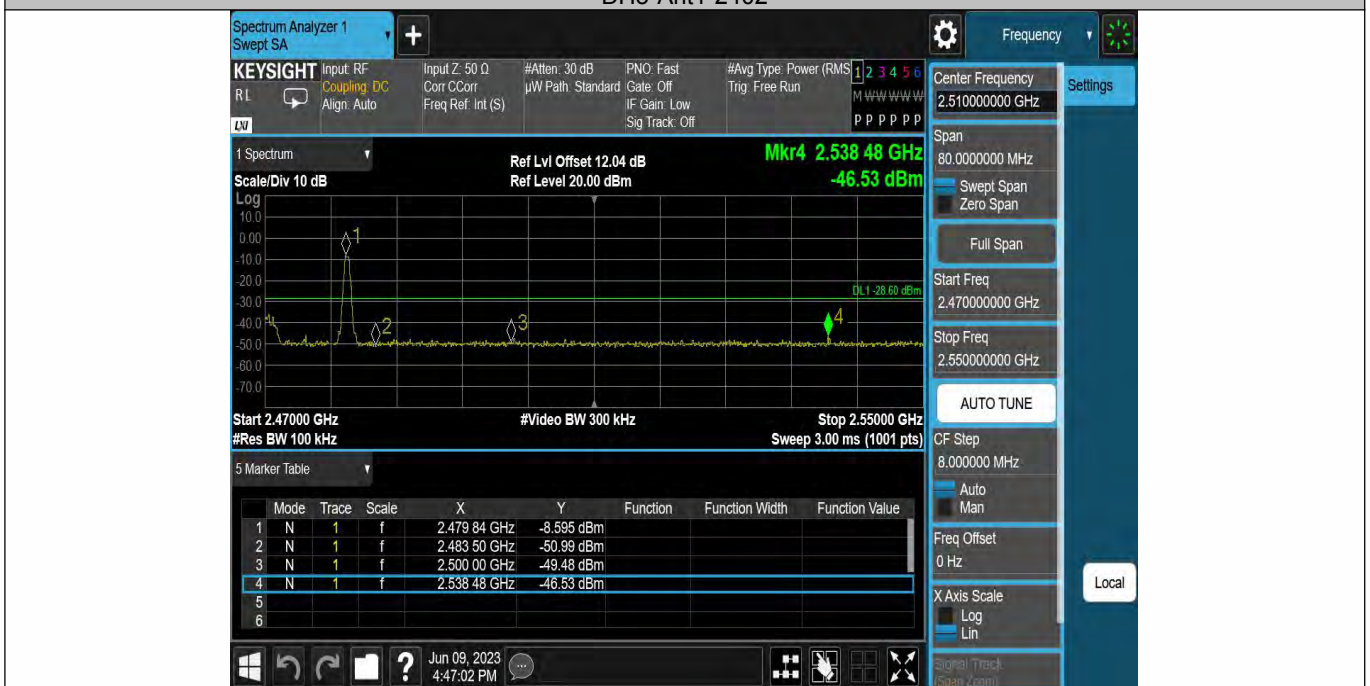 Spectrum Analyzer 1
Swept SA
+
Frequency
KEYSIGHT
RL
LXI
Input: RF
Coupling: DC
Align: Auto
Input Z: 50 Ω
Corr CCorr
Freq Ref: Int (S)
#Atten: 30 dB
µW Path: Standard
PNO: Fast
Gate: Off
IF Gain: Low
Sig Track: Off
#Avg Type: Power (RMS
Trig: Free Run
1 2 3 4 5 6
M W W W W W
P P P P P P
Settings
1 Spectrum
Scale/Div 10 dB
Ref Lvl Offset 12.04 dB
Ref Level 20.00 dBm
Mkr4 2.538 48 GHz
-46.53 dBm
Log
10.0
0.00
-10.0
-20.0
-30.0
-40.0
-50.0
-60.0
-70.0
1
2
3
4
DL1 -28.60 dBm
Start 2.47000 GHz
#Video BW 300 kHz
Stop 2.55000 GHz
#Res BW 100 kHz
Sweep 3.00 ms (1001 pts)
5 Marker Table
Mode Trace Scale X Y Function Function Width Function Value
1 N 1 f 2.479 84 GHz -8.595 dBm
2 N 1 f 2.483 50 GHz -50.99 dBm
3 N 1 f 2.500 00 GHz -49.48 dBm
4 N 1 f 2.538 48 GHz -46.53 dBm
5
6
Center Frequency
2.510000000 GHz
Span
80.0000000 MHz
Swept Span
Zero Span
Full Span
Start Freq
2.470000000 GHz
Stop Freq
2.550000000 GHz
AUTO TUNE
CF Step
8.000000 MHz
Auto
Man
Freq Offset
0 Hz
X Axis Scale
Log
Lin
Signal Track
(Span Zoom)
Local
?
Jun 09, 2023
4:47:02 PM